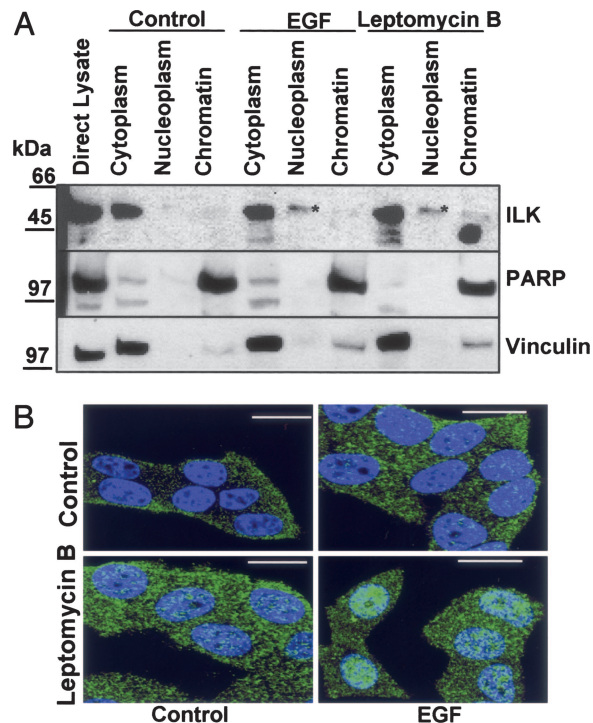 A
Control
EGF
Leptomycin B
Direct Lysate
Cytoplasm
Nucleoplasm
Chromatin
Cytoplasm
Nucleoplasm
Chromatin
Cytoplasm
Nucleoplasm
Chromatin
kDa
66
45
* *
ILK
97
PARP
97
Vinculin
B
Control
Leptomycin B
Control
EGF